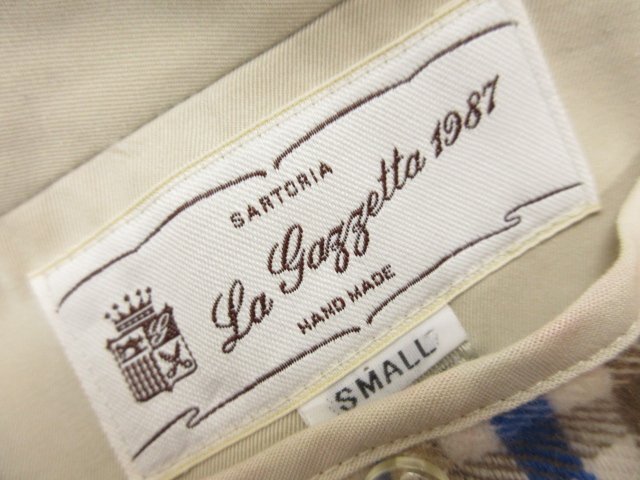 SARTORIA
La Gazzetta 1987
HAND MADE
G
SMALL